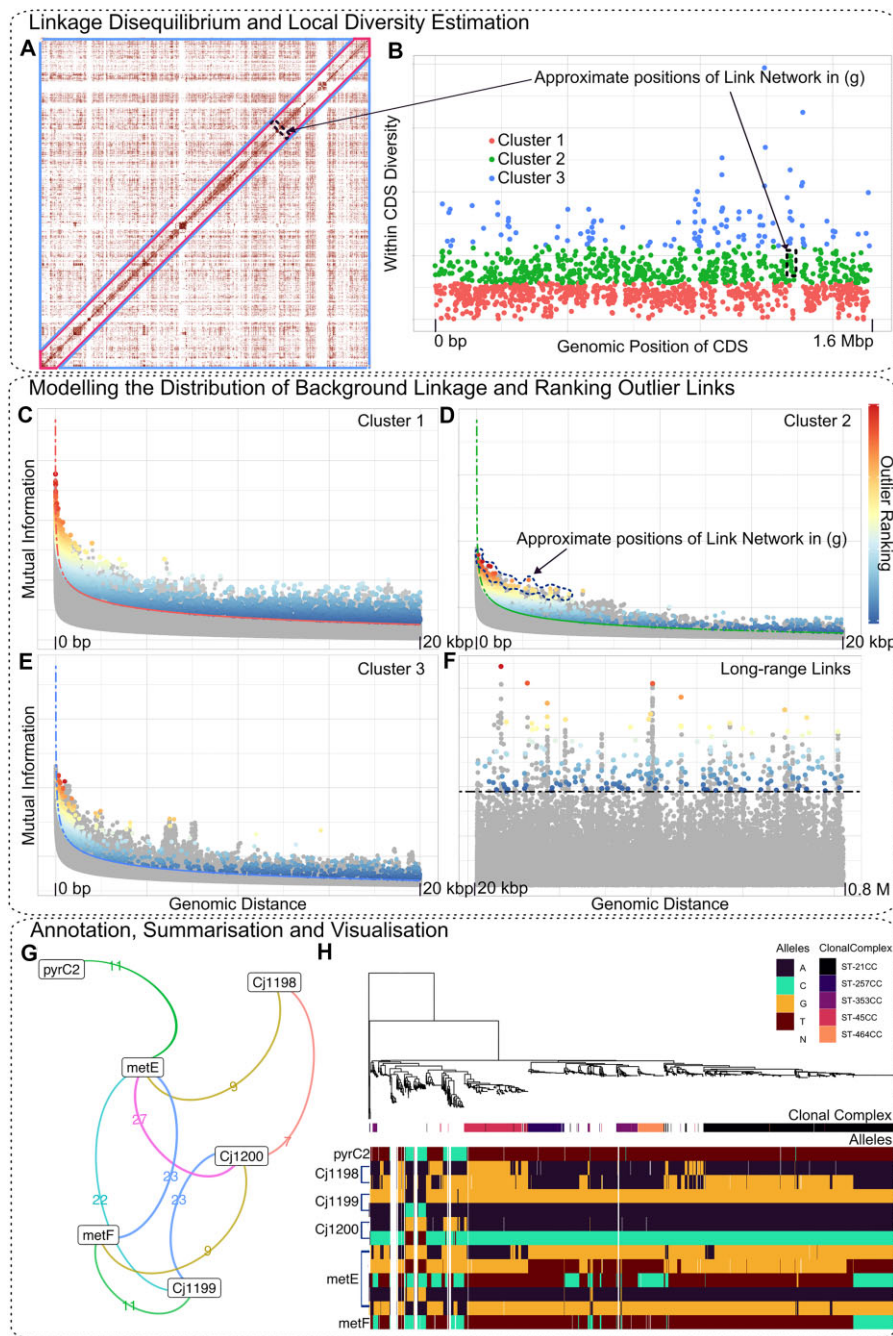 Linkage Disequilibrium and Local Diversity Estimation
A
B
Approximate positions of Link Network in (g)
Cluster 1
Cluster 2
Cluster 3
Within CDS Diversity
0 bp
Genomic Position of CDS
1.6 Mbp
Modelling the Distribution of Background Linkage and Ranking Outlier Links
C
Cluster 1
Mutual Information
0 bp
20 kbp
D
Cluster 2
Approximate positions of Link Network in (g)
0 bp
20 kbp
Outlier Ranking
E
Cluster 3
Mutual Information
0 bp
20 kbp
Genomic Distance
F
Long-range Links
20 kbp
0.8 M
Genomic Distance
Annotation, Summarisation and Visualisation
G
pyrC2
11
Cj1198
metE
9
27
7
Cj1200
23
23
22
metF
9
11
Cj1199
H
Alleles
A
C
G
T
N
ClonalComplex
ST-21CC
ST-257CC
ST-353CC
ST-45CC
ST-464CC
Clonal Complex
Alleles
pyrC2
Cj1198
Cj1199
Cj1200
metE
metF